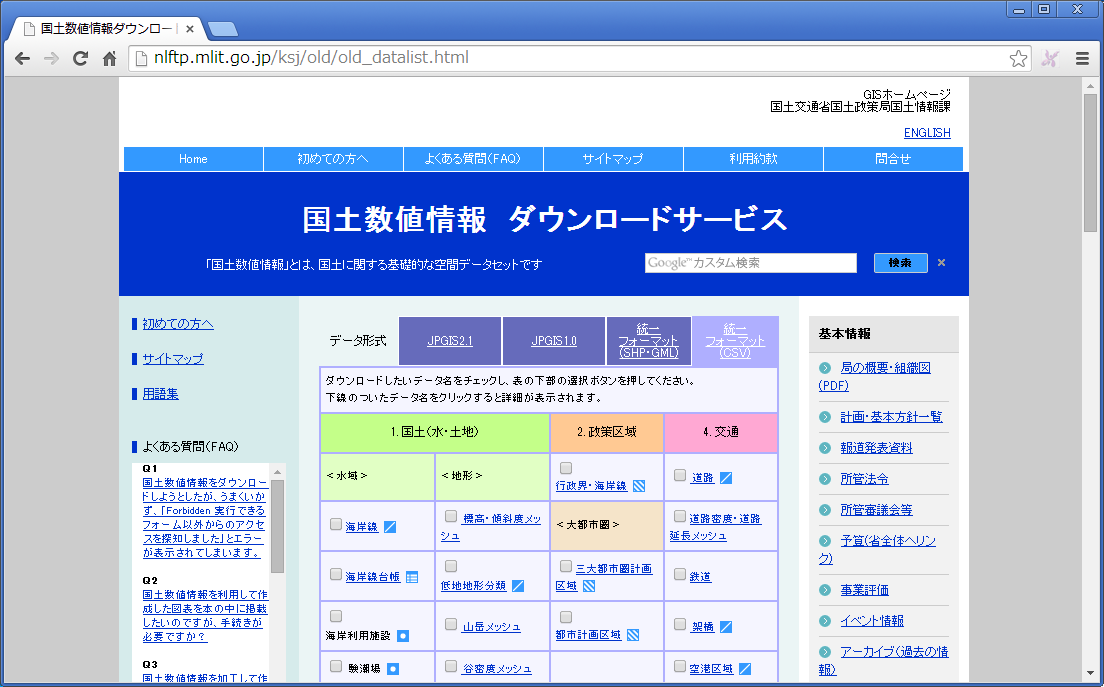 国土数値情報ダウンロー
nlftp.mlit.go.jp/ksj/old/old_datalist.html
GISホームページ
国土交通省国土政策局国土情報課
ENGLISH
Home 初めての方へ よくある質問(FAQ) サイトマップ 利用約款 問合せ
国土数値情報 ダウンロードサービス
「国土数値情報」とは、国土に関する基礎的な空間データセットです
Google™カスタム検索 検索 ×
初めての方へ
サイトマップ
用語集
よくある質問(FAQ)
Q1
国土数値情報をダウンロー
ドしようとしたが、うまくいか
ず、「Forbidden 実行できる
フォーム以外からのアクセ
スを探知しました」とエラー
が表示されてしまいます。
Q2
国土数値情報を利用して作
成した図表を本の中に掲載
したいのですが、手続きが
必要ですか？
Q3
国土数値情報を加工して作
データ形式 JPGIS2.1 JPGIS1.0
統一
フォーマット
(SHP・GML)
統一
フォーマット
(CSV)
ダウンロードしたいデータ名をチェックし、表の下部の選択ボタンを押してください。
下線のついたデータ名をクリックすると詳細が表示されます。
1.国土(水・土地) 2.政策区域 4.交通
＜水域＞ ＜地形＞
行政界・海岸線
道路
海岸線
標高・傾斜度メッ
シュ
＜大都市圏＞
道路密度・道路
延長メッシュ
海岸線台帳
低地地形分類
三大都市圏計画
区域
鉄道
海岸利用施設
山岳メッシュ
都市計画区域
架橋
験潮場
谷密度メッシュ
空港区域
基本情報
局の概要・組織図
(PDF)
計画・基本方針一覧
報道発表資料
所管法令
所管審議会等
予算(省全体へリン
ク)
事業評価
イベント情報
アーカイブ(過去の情
報)